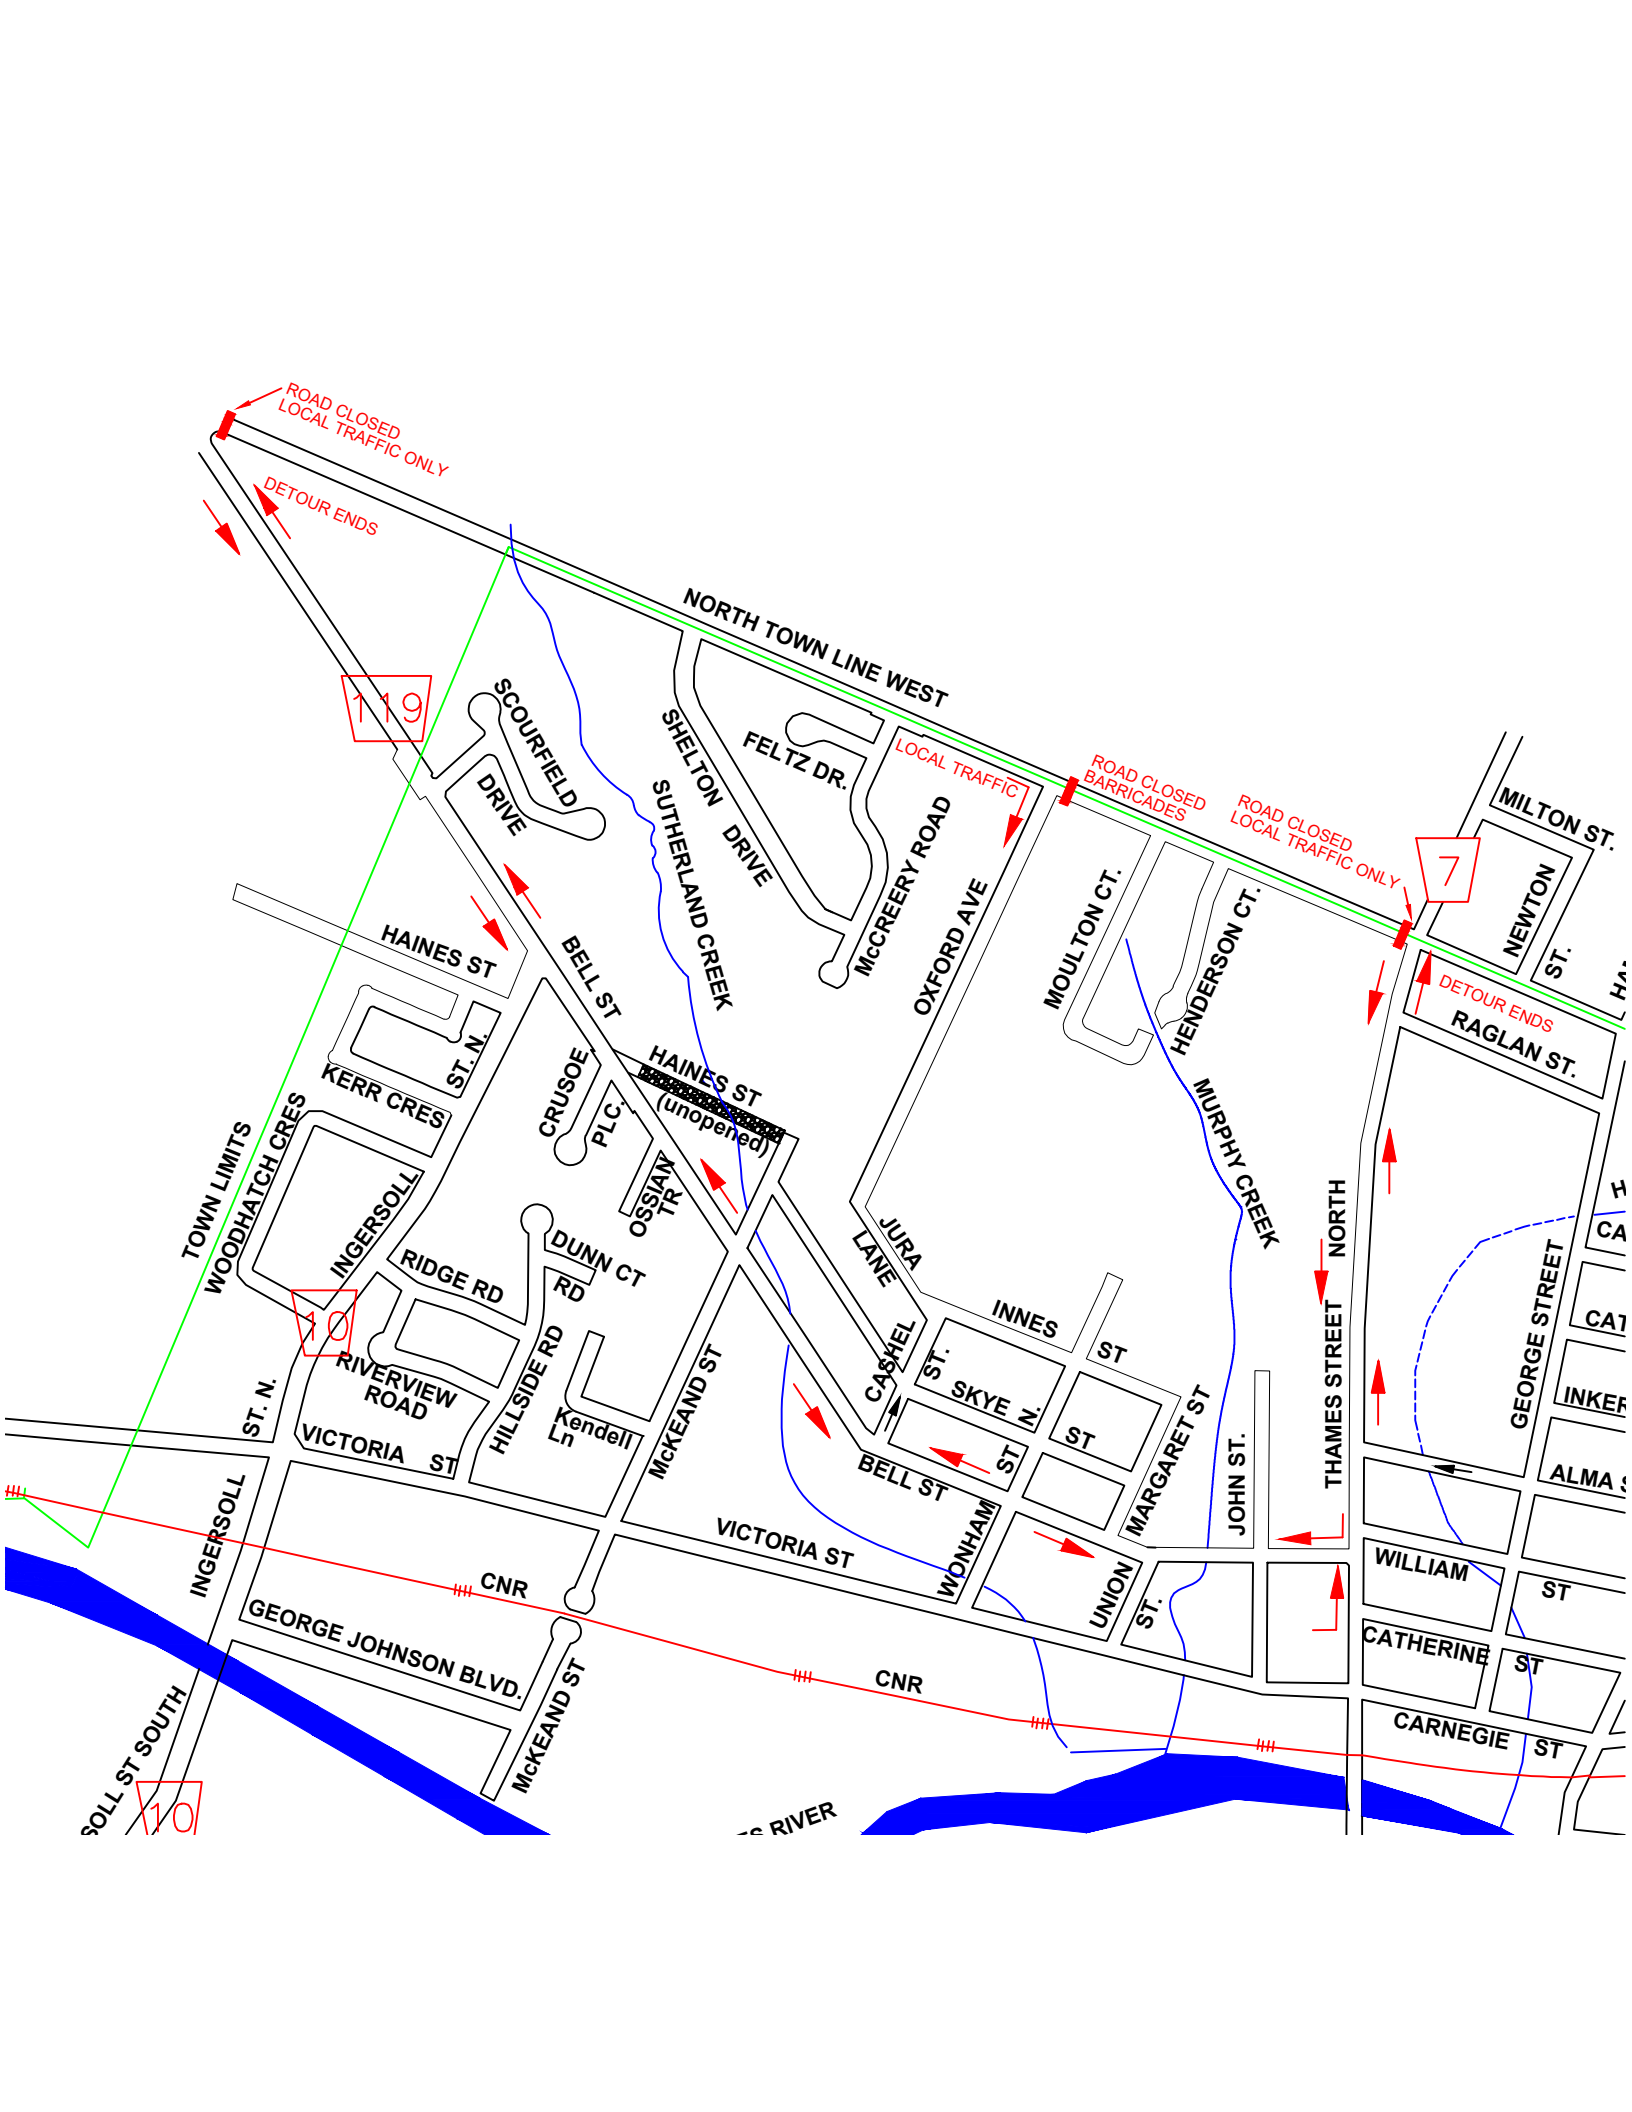 ROAD CLOSED
LOCAL TRAFFIC ONLY
DETOUR ENDS
NORTH TOWN LINE WEST
119
SCOURFIELD
DRIVE
SHELTON DRIVE
FELTZ DR.
LOCAL TRAFFIC
ROAD CLOSED
BARRICADES
ROAD CLOSED
LOCAL TRAFFIC ONLY
MILTON ST.
7
NEWTON
ST.
SUTHERLAND CREEK
McCREERY ROAD
OXFORD AVE
MOULTON CT.
HENDERSON CT.
HAINES ST
BELL ST
DETOUR ENDS
RAGLAN ST.
ST. N.
KERR CRES
CRUSOE
PLC.
HAINES ST
(unopened)
MURPHY CREEK
TOWN LIMITS
WOODHATCH CRES
INGERSOLL
OSSIAN
TR
JURA
LANE
NORTH
RIDGE RD
DUNN CT
RD
10
INNES
ST
THAMES STREET
GEORGE STREET
RIVERVIEW
ROAD
HILLSIDE RD
Kendell
Ln
McKEAND ST
CASHEL
ST.
SKYE
N.
ST
ST
MARGARET ST
JOHN ST.
ST. N.
VICTORIA ST
BELL ST
INGERSOLL
WONHAM
VICTORIA ST
UNION
ST.
WILLIAM
ST
CNR
GEORGE JOHNSON BLVD.
CATHERINE
ST
CNR
McKEAND ST
CARNEGIE ST
SOLL ST SOUTH
10
RIVER
ALMA